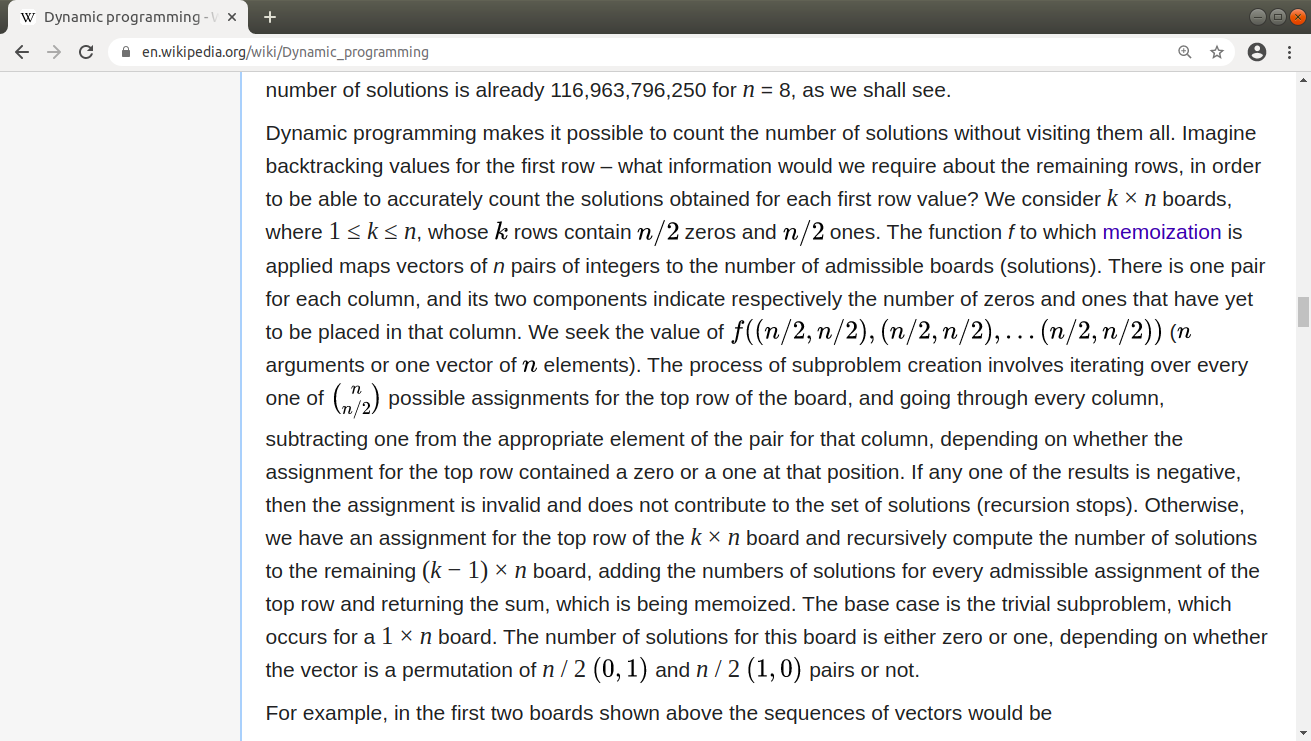 W Dynamic programming - W
en.wikipedia.org/wiki/Dynamic_programming
number of solutions is already 116,963,796,250 for n = 8, as we shall see.
Dynamic programming makes it possible to count the number of solutions without visiting them all. Imagine
backtracking values for the first row – what information would we require about the remaining rows, in order
to be able to accurately count the solutions obtained for each first row value? We consider k × n boards,
where 1 ≤ k ≤ n, whose k rows contain n/2 zeros and n/2 ones. The function f to which memoization is
applied maps vectors of n pairs of integers to the number of admissible boards (solutions). There is one pair
for each column, and its two components indicate respectively the number of zeros and ones that have yet
to be placed in that column. We seek the value of f((n/2, n/2), (n/2, n/2), . . . (n/2, n/2)) (n
arguments or one vector of n elements). The process of subproblem creation involves iterating over every
one of (n n/2) possible assignments for the top row of the board, and going through every column,
subtracting one from the appropriate element of the pair for that column, depending on whether the
assignment for the top row contained a zero or a one at that position. If any one of the results is negative,
then the assignment is invalid and does not contribute to the set of solutions (recursion stops). Otherwise,
we have an assignment for the top row of the k × n board and recursively compute the number of solutions
to the remaining (k − 1) × n board, adding the numbers of solutions for every admissible assignment of the
top row and returning the sum, which is being memoized. The base case is the trivial subproblem, which
occurs for a 1 × n board. The number of solutions for this board is either zero or one, depending on whether
the vector is a permutation of n / 2 (0, 1) and n / 2 (1, 0) pairs or not.
For example, in the first two boards shown above the sequences of vectors would be